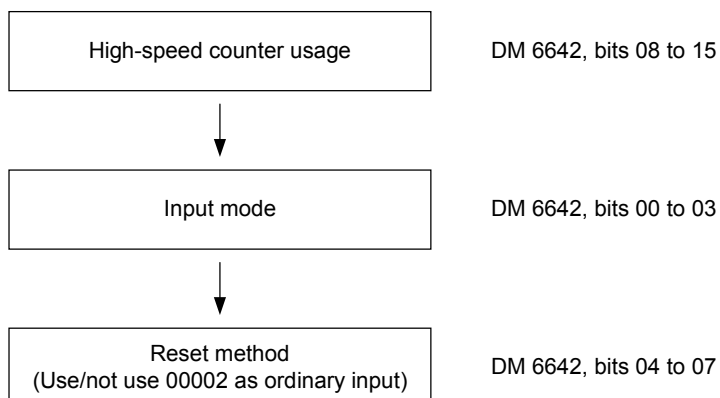 High-speed counter usage
DM 6642, bits 08 to 15
Input mode
DM 6642, bits 00 to 03
Reset method
(Use/not use 00002 as ordinary input)
DM 6642, bits 04 to 07